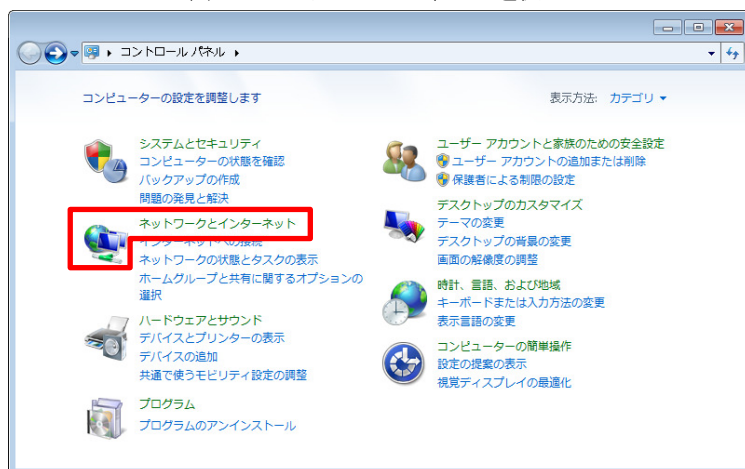 コントロール パネル
コンピューターの設定を調整します
表示方法: カテゴリ
システムとセキュリティ
コンピューターの状態を確認
バックアップの作成
問題の発見と解決
ネットワークとインターネット
インターネットへの接続
ネットワークの状態とタスクの表示
ホームグループと共有に関するオプションの
選択
ハードウェアとサウンド
デバイスとプリンターの表示
デバイスの追加
共通で使うモビリティ設定の調整
プログラム
プログラムのアンインストール
ユーザー アカウントと家族のための安全設定
ユーザー アカウントの追加または削除
保護者による制限の設定
デスクトップのカスタマイズ
テーマの変更
デスクトップの背景の変更
画面の解像度の調整
時計、言語、および地域
キーボードまたは入力方法の変更
表示言語の変更
コンピューターの簡単操作
設定の提案の表示
視覚ディスプレイの最適化